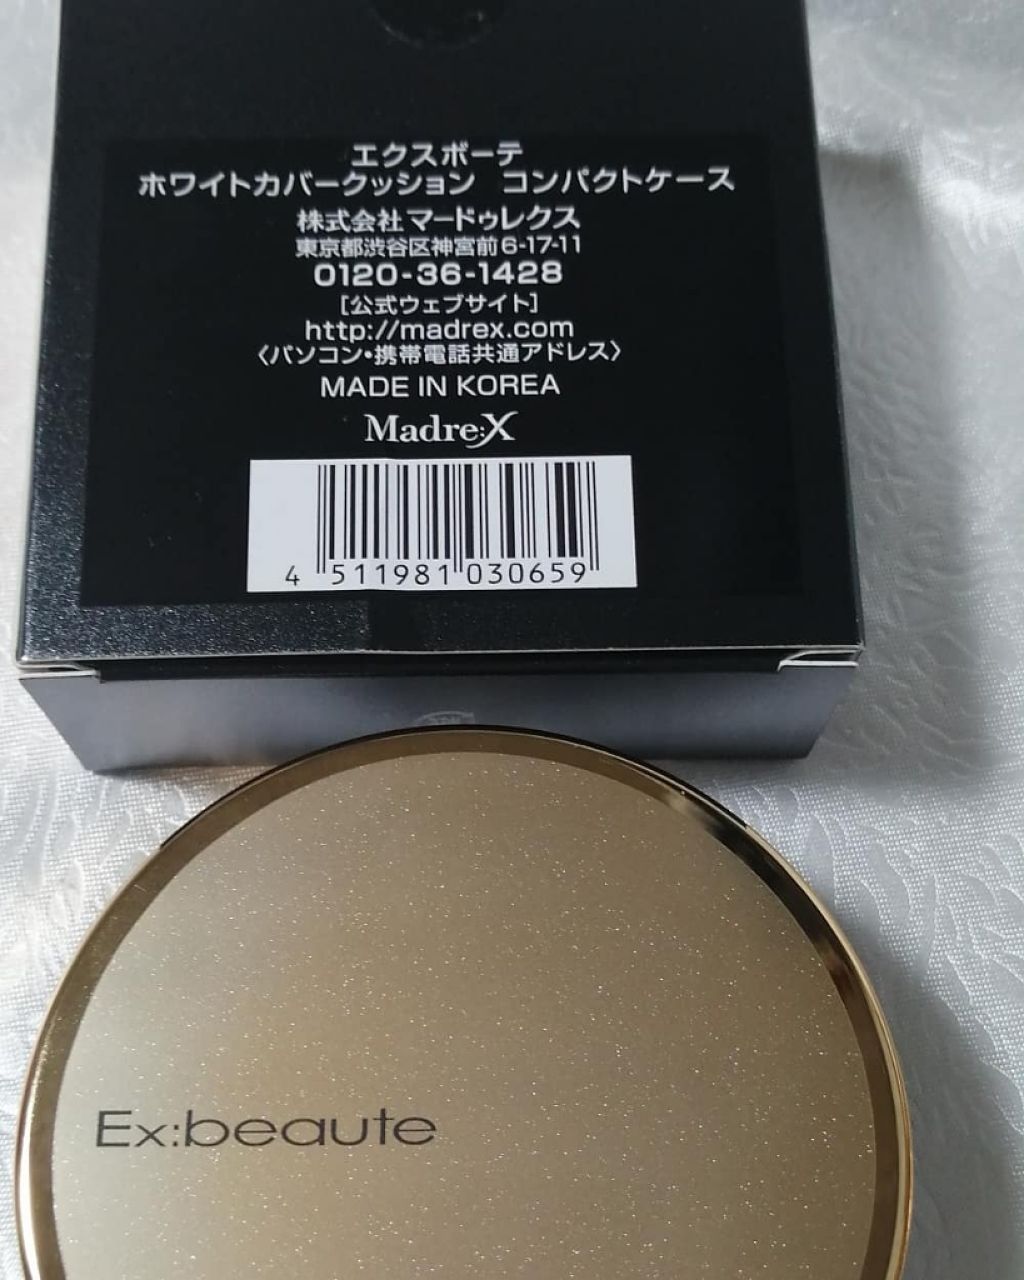 エクスボーテ
ホワイトカバークッション コンパクトケース
株式会社 マードゥレクス
東京都渋谷区神宮前6-17-11
0120-36-1428
[公式ウェブサイト]
http://madrex.com
〈パソコン・携帯電話共通アドレス〉
MADE IN KOREA
Madre:X
4 511981 030659
Ex:beaute